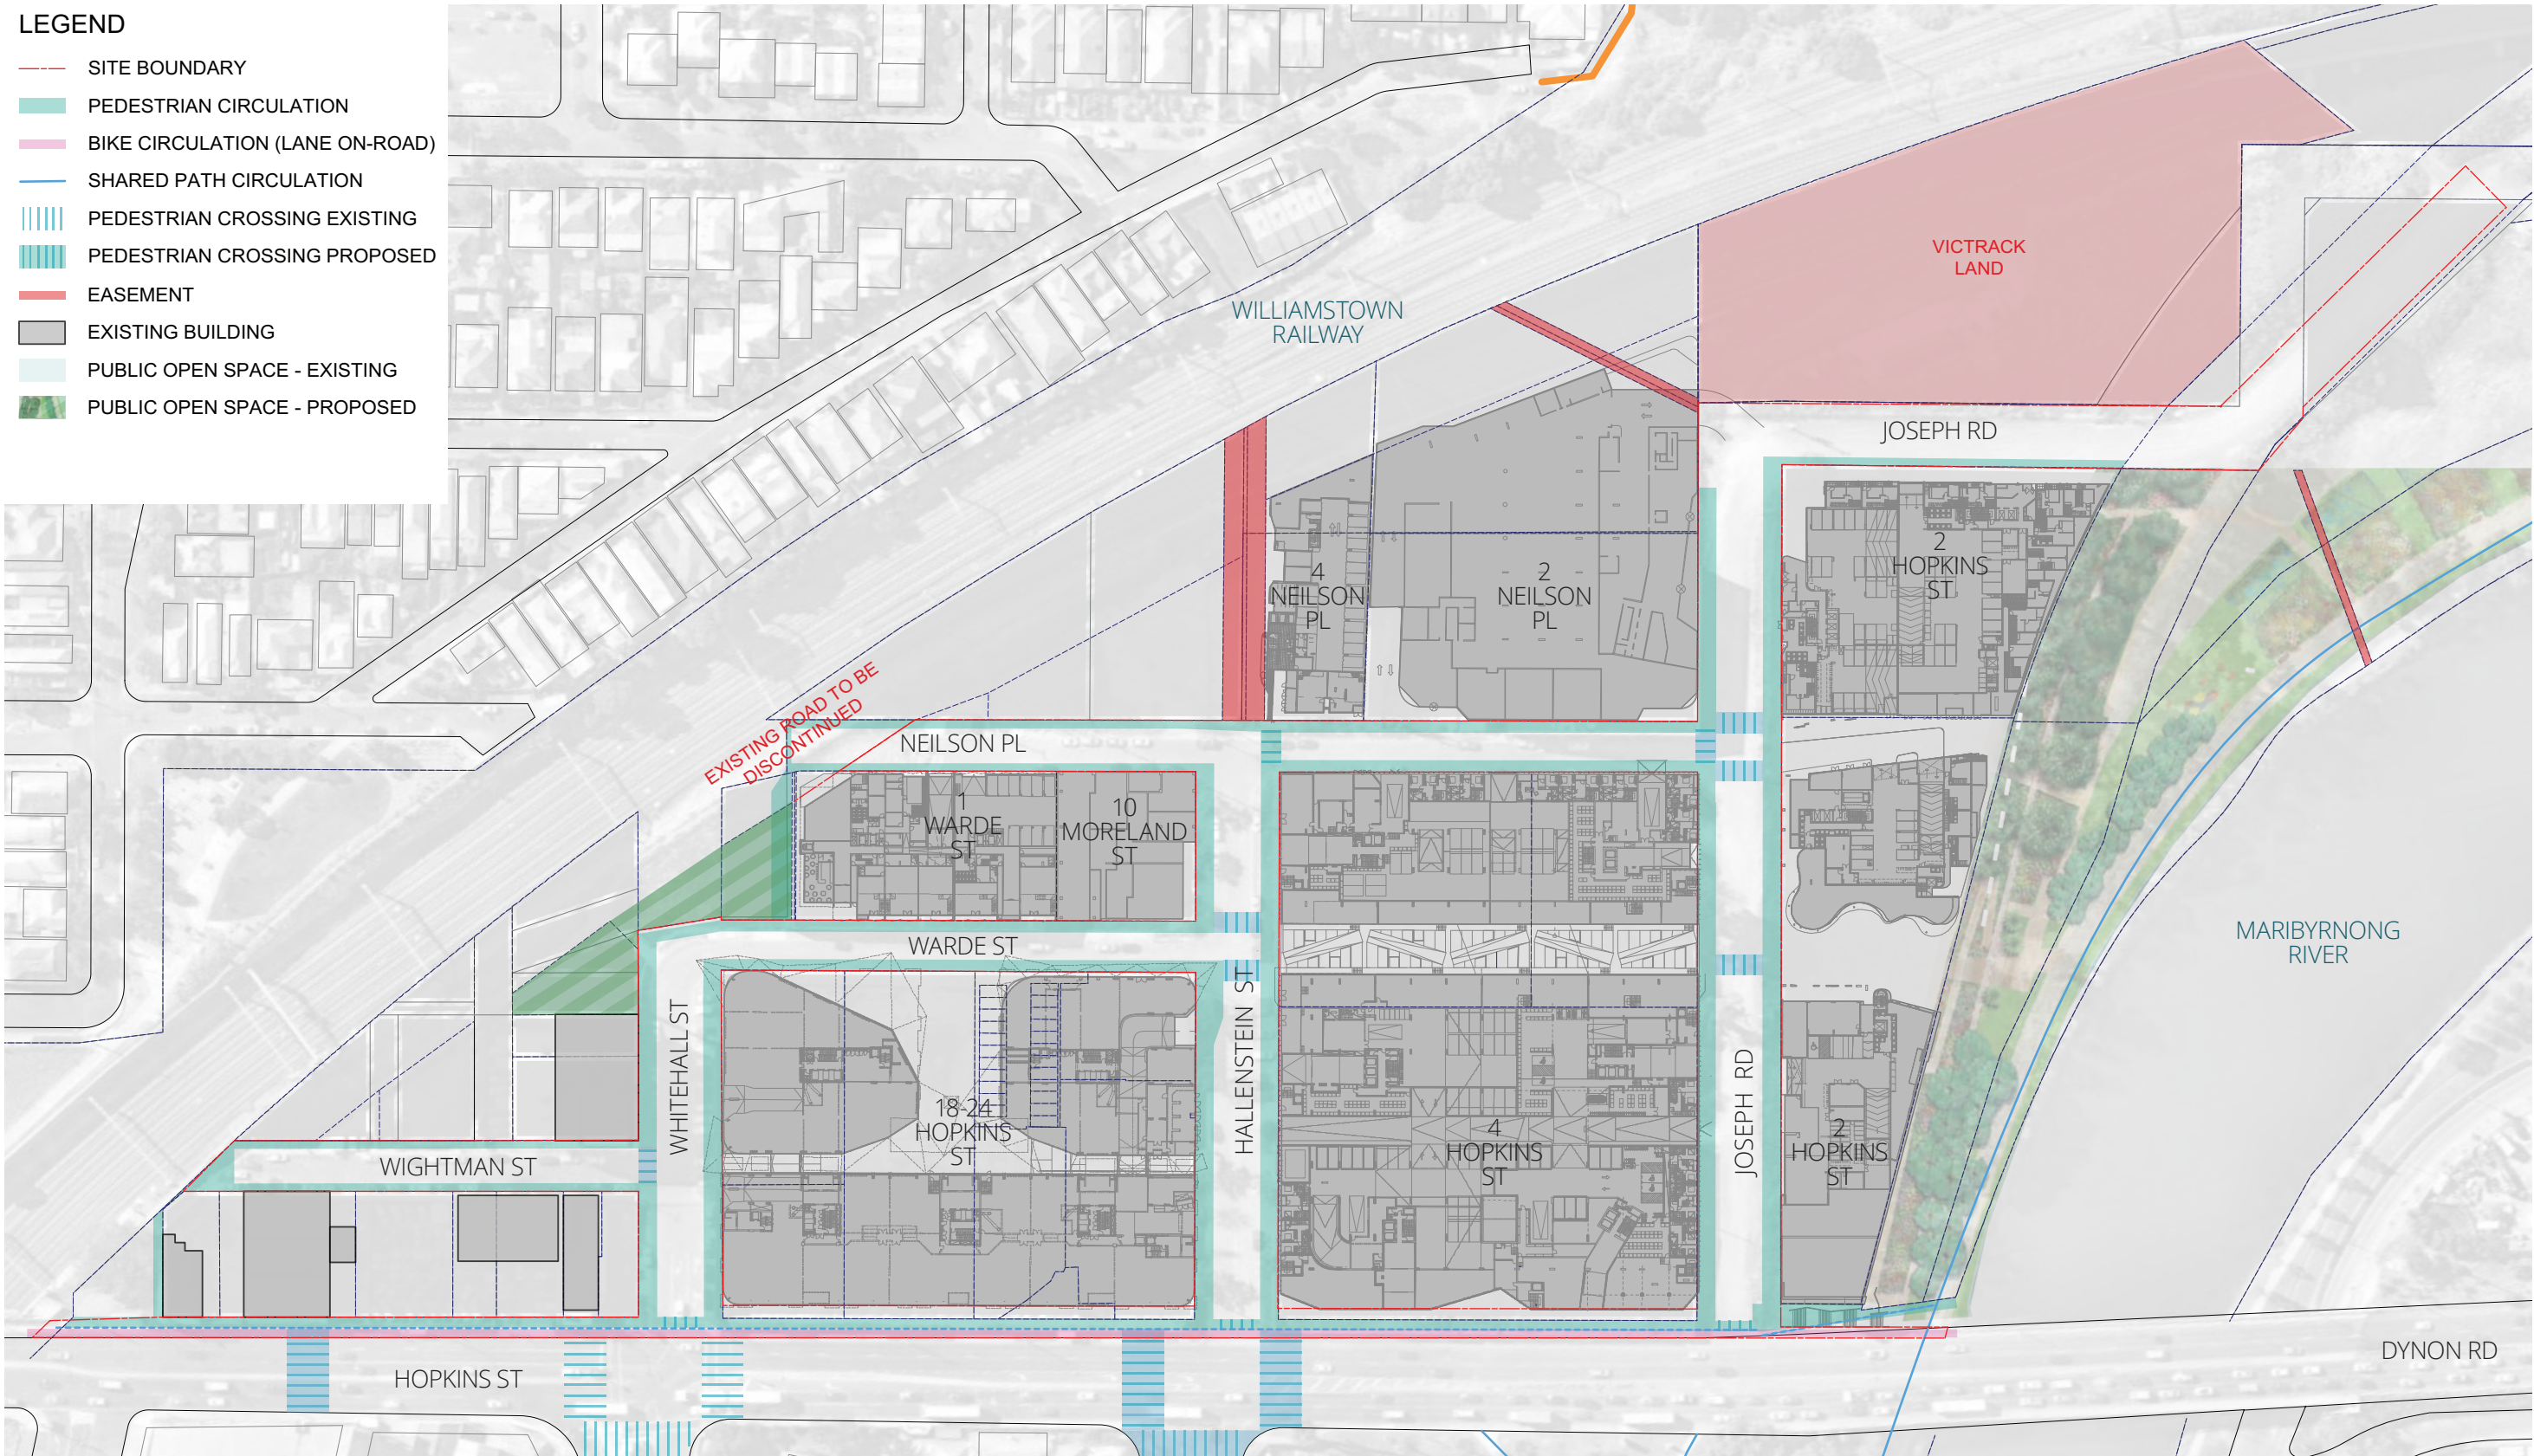 LEGEND
SITE BOUNDARY
PEDESTRIAN CIRCULATION
BIKE CIRCULATION (LANE ON-ROAD)
SHARED PATH CIRCULATION
PEDESTRIAN CROSSING EXISTING
PEDESTRIAN CROSSING PROPOSED
EASEMENT
EXISTING BUILDING
PUBLIC OPEN SPACE - EXISTING
PUBLIC OPEN SPACE - PROPOSED
VICTRACK
LAND
WILLIAMSTOWN
RAILWAY
JOSEPH RD
2
HOPKINS
ST
4
NEILSON
PL
2
NEILSON
PL
EXISTING ROAD TO BE
DISCONTINUED
NEILSON PL
1
WARDE
ST
10
MORELAND
ST
WARDE ST
MARIBYRNONG
RIVER
WHITEHALL ST
HALLENSTEIN ST
JOSEPH RD
18-24
HOPKINS
ST
4
HOPKINS
ST
2
HOPKINS
ST
WIGHTMAN ST
HOPKINS ST
DYNON RD